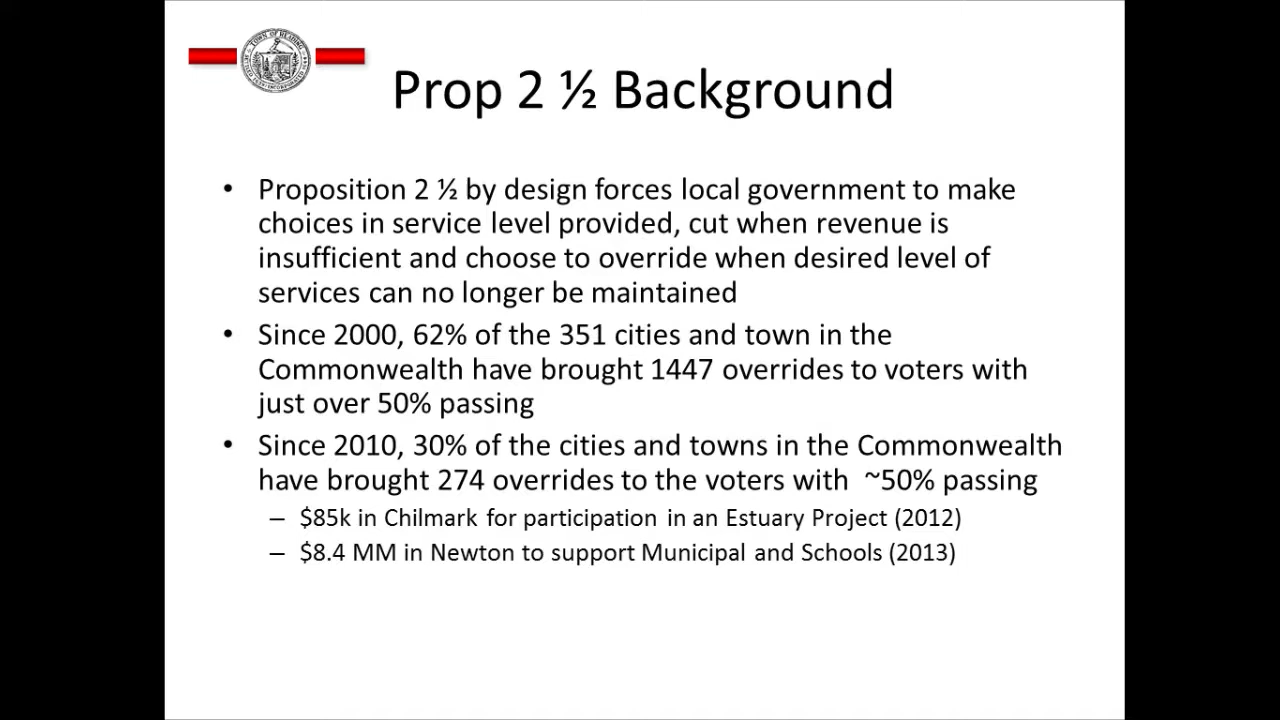 TOWN OF READING
Prop 2 ½ Background
• Proposition 2 ½ by design forces local government to make
choices in service level provided, cut when revenue is
insufficient and choose to override when desired level of
services can no longer be maintained
• Since 2000, 62% of the 351 cities and town in the
Commonwealth have brought 1447 overrides to voters with
just over 50% passing
• Since 2010, 30% of the cities and towns in the Commonwealth
have brought 274 overrides to the voters with ~50% passing
– $85k in Chilmark for participation in an Estuary Project (2012)
– $8.4 MM in Newton to support Municipal and Schools (2013)